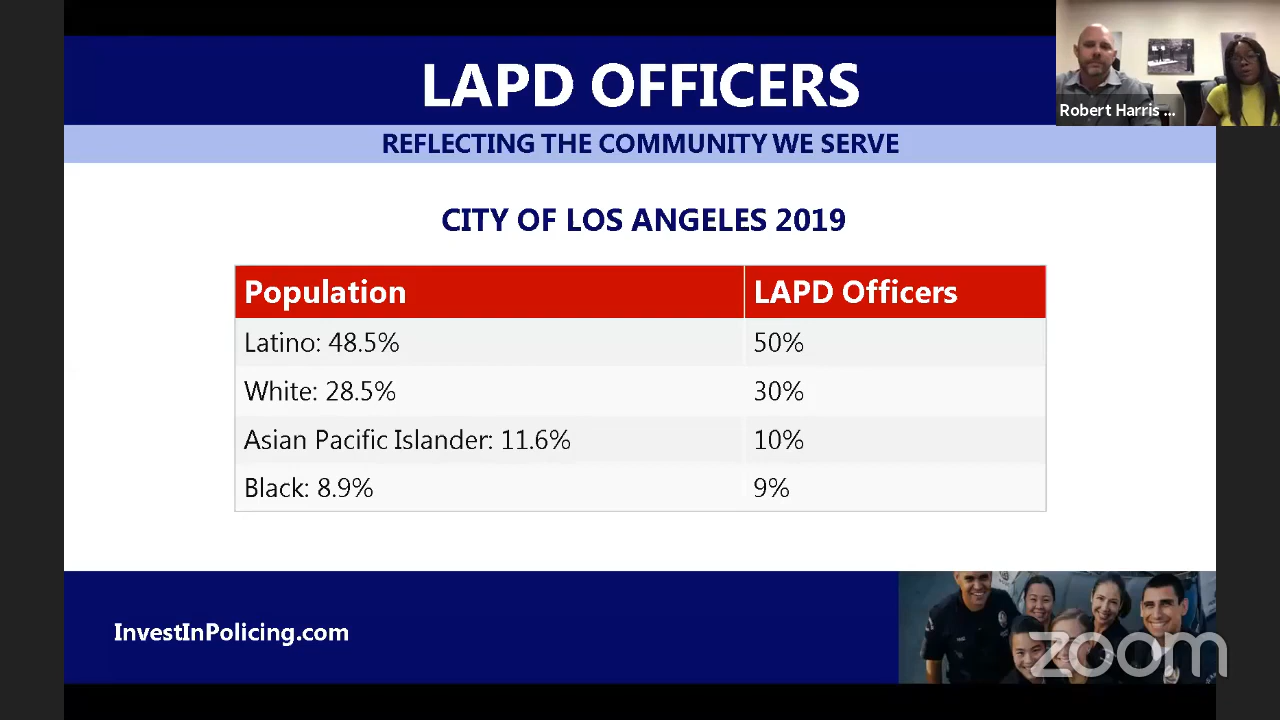 LAPD OFFICERS
Robert Harris ...
REFLECTING THE COMMUNITY WE SERVE
CITY OF LOS ANGELES 2019
Population LAPD Officers
Latino: 48.5% 50%
White: 28.5% 30%
Asian Pacific Islander: 11.6% 10%
Black: 8.9% 9%
InvestInPolicing.com
zoom